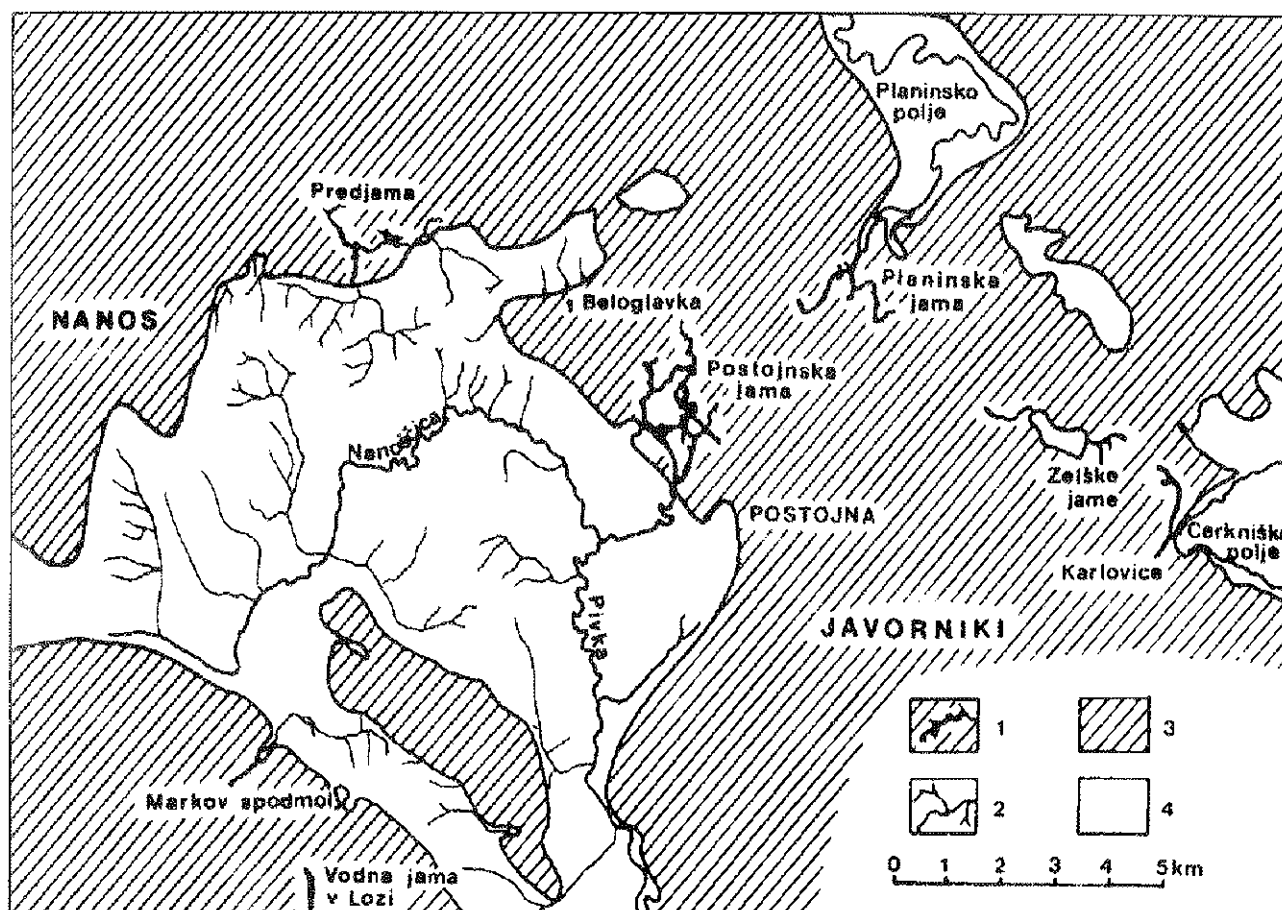 Planinsko
polje
Predjama
Planinska
jama
NANOS
Beloglavka
Postojnska
jama
Nanoščica
Zelške
jame
POSTOJNA
Cerkniško
polje
Karlovice
Pivka
JAVORNIKI
1
3
2
4
Markov spodmol
0 1 2 3 4 5km
Vodna jama
v Lozi